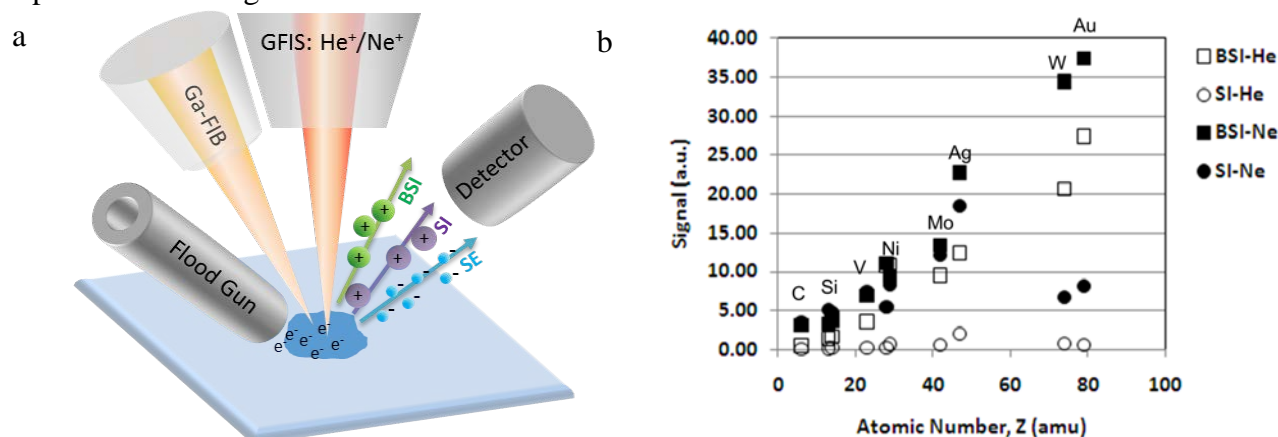 a
GFIS: He⁺/Ne⁺
Ga-FIB
Flood Gun
Detector
BSI
SI
SE
+ + + +
+ + +
- - - - - - - -
e⁻ e⁻ e⁻ e⁻ e⁻ e⁻
b
40.00
35.00
30.00
25.00
20.00
15.00
10.00
5.00
0.00
Signal (a.u.)
0 20 40 60 80 100
Atomic Number, Z (amu)
C
Si
V
Ni
Mo
Ag
W
Au
BSI-He
SI-He
BSI-Ne
SI-Ne